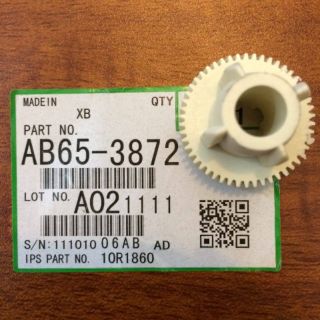 MADEIN QTY
XB
PART NO.
AB65-3872
LOT NO. A021111
S/N:111010 06AB AD
IPS PART NO. 10R1860